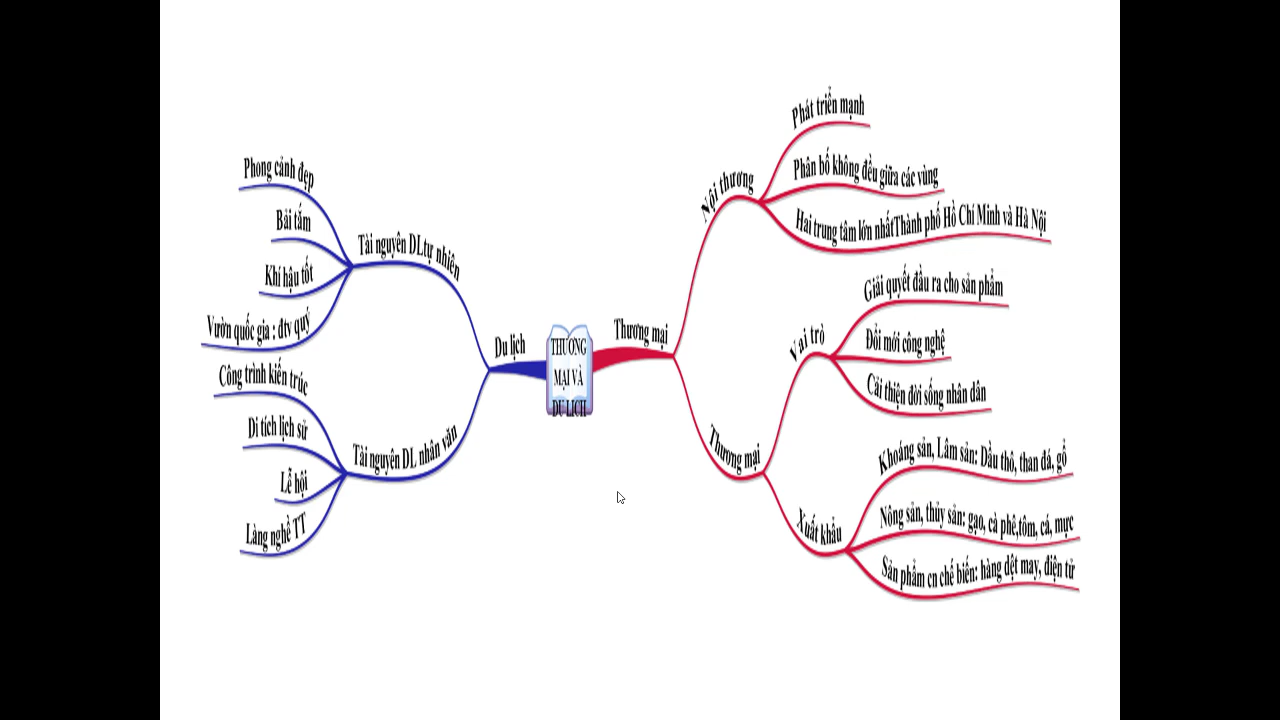 THƯƠNG
MẠI VÀ
DU LỊCH
Thương mại
Nội thương
Phát triển mạnh
Phân bố không đều giữa các vùng
Hai trung tâm lớn nhấtThành phố Hồ Chí Minh và Hà Nội
Thương mại
Vai trò
Giải quyết đầu ra cho sản phẩm
Đổi mới công nghệ
Cải thiện đời sống nhân dân
Xuất khẩu
Khoáng sản, Lâm sản: Dầu thô, than đá, gỗ
Nông sản, thủy sản: gạo, cà phê,tôm, cá, mực
Sản phẩm cn chế biến: hàng dệt may, điện tử
Du lịch
Tài nguyên DLtự nhiên
Phong cảnh đẹp
Bải tắm
Khí hậu tốt
Vườn quốc gia : đtv quý
Tài nguyên DL nhân văn
Công trình kiến trúc
Di tích lịch sử
Lễ hội
Làng nghề TT